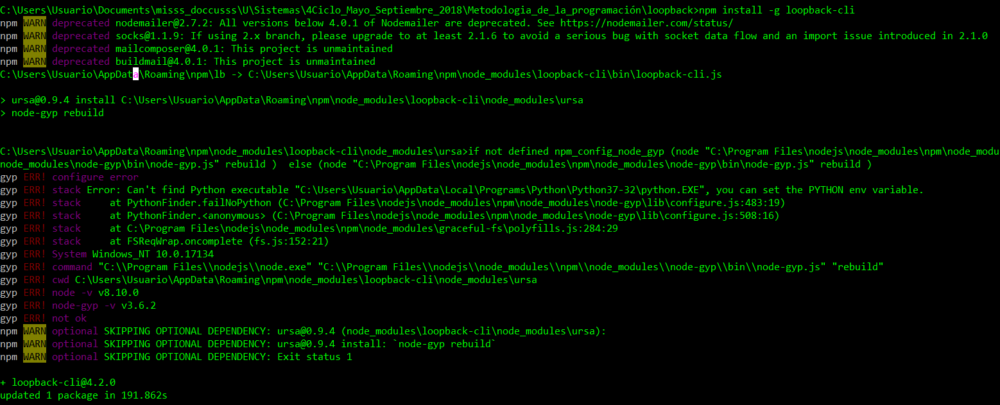 C:\Users\Usuario\Documents\misss_doccusss\U\Sistemas\4Ciclo_Mayo_Septiembre_2018\Metodologia_de_la_programación\loopback>npm install -g loopback-cli
npm WARN deprecated nodemailer@2.7.2: All versions below 4.0.1 of Nodemailer are deprecated. See https://nodemailer.com/status/
npm WARN deprecated socks@1.1.9: If using 2.x branch, please upgrade to at least 2.1.6 to avoid a serious bug with socket data flow and an import issue introduced in 2.1.0
npm WARN deprecated mailcomposer@4.0.1: This project is unmaintained
npm WARN deprecated buildmail@4.0.1: This project is unmaintained
C:\Users\Usuario\AppData\Roaming\npm\lb -> C:\Users\Usuario\AppData\Roaming\npm\node_modules\loopback-cli\bin\loopback-cli.js
> ursa@0.9.4 install C:\Users\Usuario\AppData\Roaming\npm\node_modules\loopback-cli\node_modules\ursa
> node-gyp rebuild
C:\Users\Usuario\AppData\Roaming\npm\node_modules\loopback-cli\node_modules\ursa>if not defined npm_config_node_gyp (node "C:\Program Files\nodejs\node_modules\npm\node_modu
node_modules\node-gyp\bin\node-gyp.js" rebuild )  else (node "C:\Program Files\nodejs\node_modules\npm\node_modules\node-gyp\bin\node-gyp.js" rebuild )
gyp ERR! configure error
gyp ERR! stack Error: Can't find Python executable "C:\Users\Usuario\AppData\Local\Programs\Python\Python37-32\python.EXE", you can set the PYTHON env variable.
gyp ERR! stack     at PythonFinder.failNoPython (C:\Program Files\nodejs\node_modules\npm\node_modules\node-gyp\lib\configure.js:483:19)
gyp ERR! stack     at PythonFinder.<anonymous> (C:\Program Files\nodejs\node_modules\npm\node_modules\node-gyp\lib\configure.js:508:16)
gyp ERR! stack     at C:\Program Files\nodejs\node_modules\npm\node_modules\graceful-fs\polyfills.js:284:29
gyp ERR! stack     at FSReqWrap.oncomplete (fs.js:152:21)
gyp ERR! System Windows_NT 10.0.17134
gyp ERR! command "C:\\Program Files\\nodejs\\node.exe" "C:\\Program Files\\nodejs\\node_modules\\npm\\node_modules\\node-gyp\\bin\\node-gyp.js" "rebuild"
gyp ERR! cwd C:\Users\Usuario\AppData\Roaming\npm\node_modules\loopback-cli\node_modules\ursa
gyp ERR! node -v v8.10.0
gyp ERR! node-gyp -v v3.6.2
gyp ERR! not ok
npm WARN optional SKIPPING OPTIONAL DEPENDENCY: ursa@0.9.4 (node_modules\loopback-cli\node_modules\ursa):
npm WARN optional SKIPPING OPTIONAL DEPENDENCY: ursa@0.9.4 install: `node-gyp rebuild`
npm WARN optional SKIPPING OPTIONAL DEPENDENCY: Exit status 1
+ loopback-cli@4.2.0
updated 1 package in 191.862s